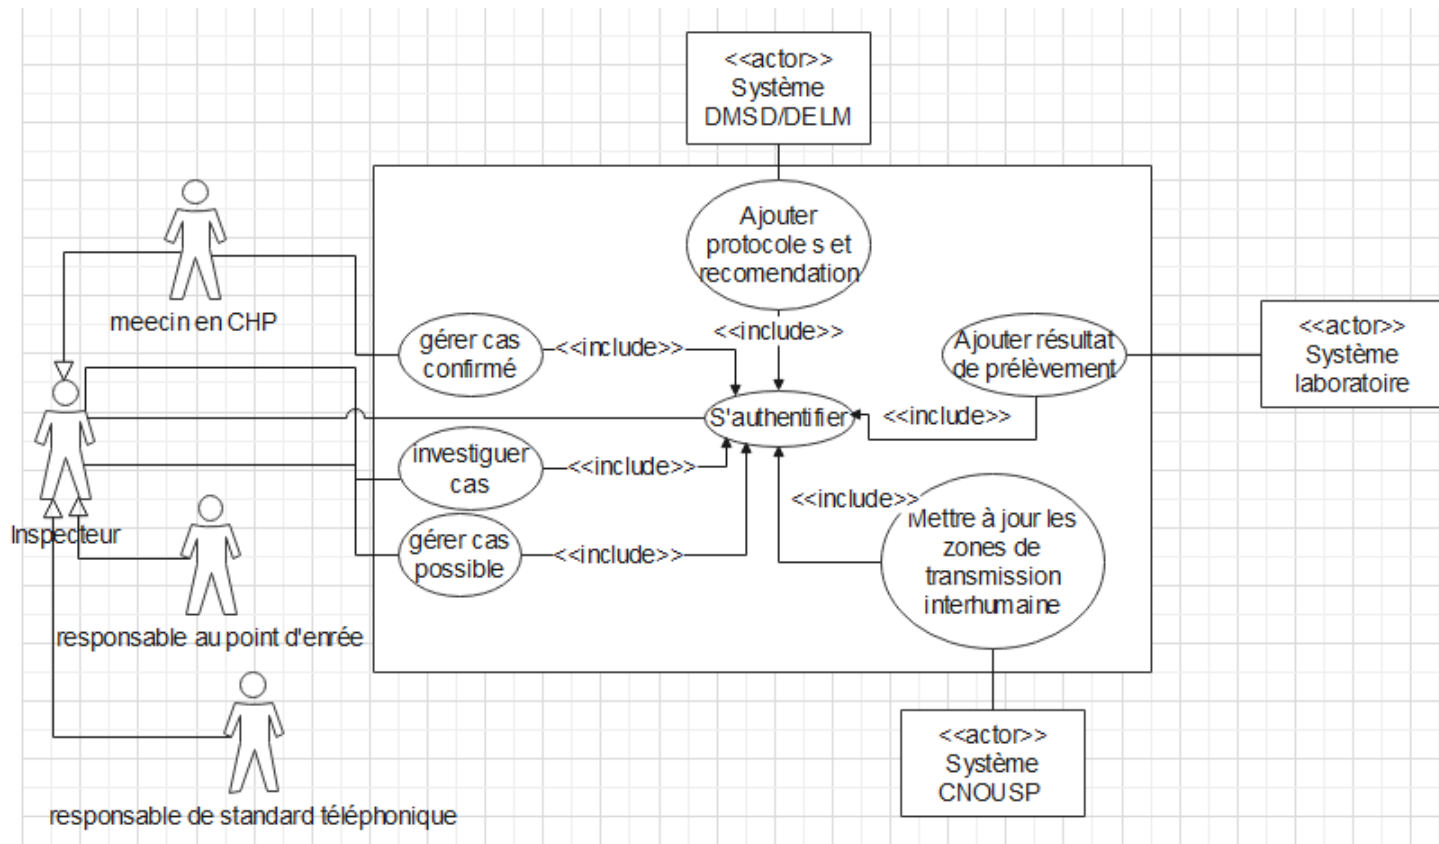 <<actor>>
Système
DMSD/DELM
Ajouter
protocole s et
recomendation
meecin en CHP
<<include>>
gérer cas
confirmé
<<include>>
Ajouter résultat
de prélèvement
<<actor>>
Système
laboratoire
S'authentifier
<<include>>
investiguer
cas
<<include>>
<<include>>
Inspecteur
Mettre à jour les
zones de
transmission
interhumaine
gérer cas
possible
<<include>>
responsable au point d'enrée
<<actor>>
Système
CNOUSP
responsable de standard téléphonique